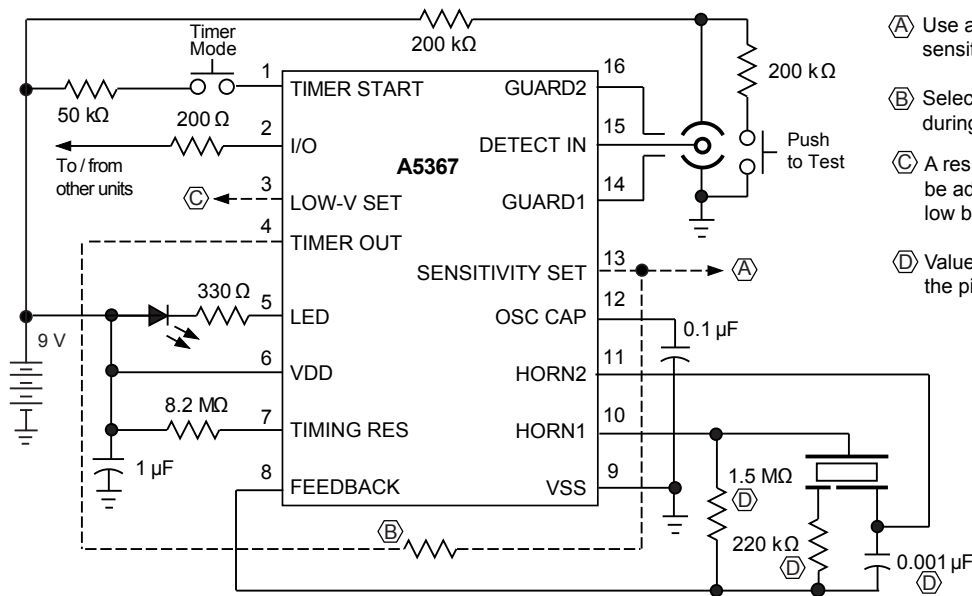 Timer
Mode
200 kΩ
50 kΩ
200 Ω
To / from
other units
A5367
1
TIMER START
2
I/O
3
LOW-V SET
4
TIMER OUT
5
LED
6
VDD
7
TIMING RES
8
FEEDBACK
16
GUARD2
15
DETECT IN
14
GUARD1
13
SENSITIVITY SET
12
OSC CAP
11
HORN2
10
HORN1
9
VSS
200 kΩ
Push
to Test
C
A
330 Ω
9 V
8.2 MΩ
1 µF
B
0.1 µF
1.5 MΩ
D
220 kΩ
D
0.001 µF
D
A Use a
sensit
B Selec
during
C A res
be ad
low b
D Value
the pi